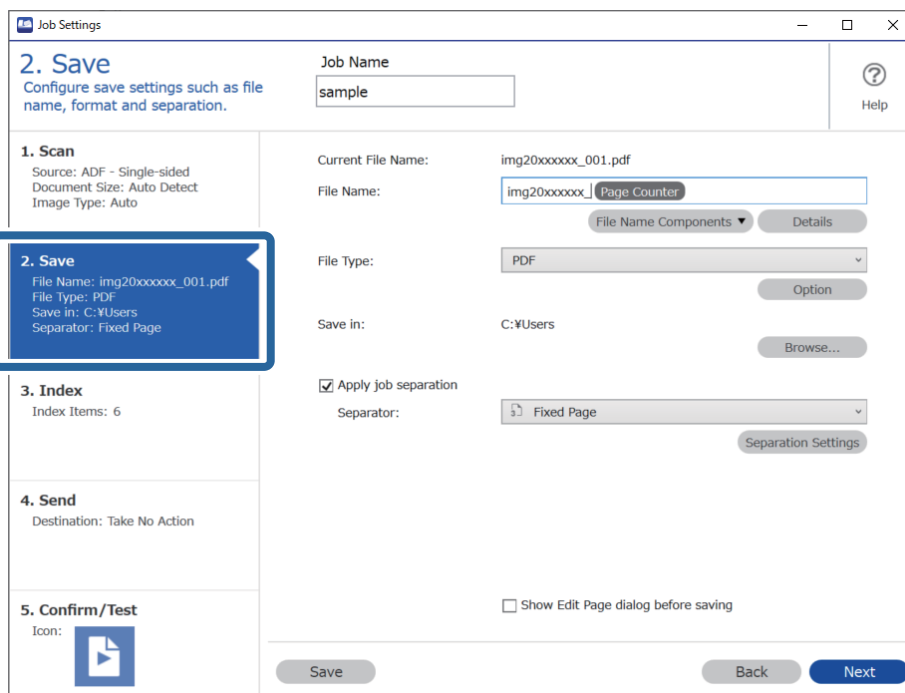 Job Settings
2. Save
Configure save settings such as file
name, format and separation.
Job Name
sample
Help
1. Scan
Source: ADF - Single-sided
Document Size: Auto Detect
Image Type: Auto
2. Save
File Name: img20xxxxxx_001.pdf
File Type: PDF
Save in: C:¥Users
Separator: Fixed Page
3. Index
Index Items: 6
4. Send
Destination: Take No Action
5. Confirm/Test
Icon:
Current File Name: img20xxxxxx_001.pdf
File Name: img20xxxxxx_ Page Counter
File Name Components ▼ Details
File Type: PDF
Option
Save in: C:¥Users
Browse...
Apply job separation
Separator: Fixed Page
Separation Settings
Show Edit Page dialog before saving
Save Back Next